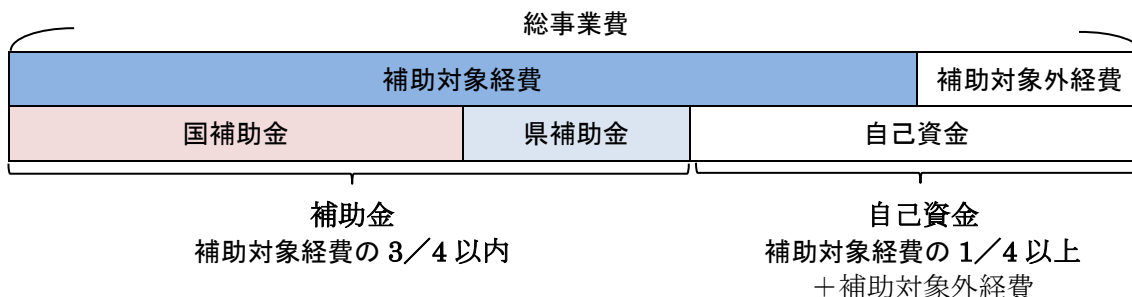 総事業費
補助対象経費 補助対象外経費
国補助金 県補助金 自己資金
補助金 自己資金
補助対象経費の 3／4 以内 補助対象経費の 1／4 以上
＋補助対象外経費